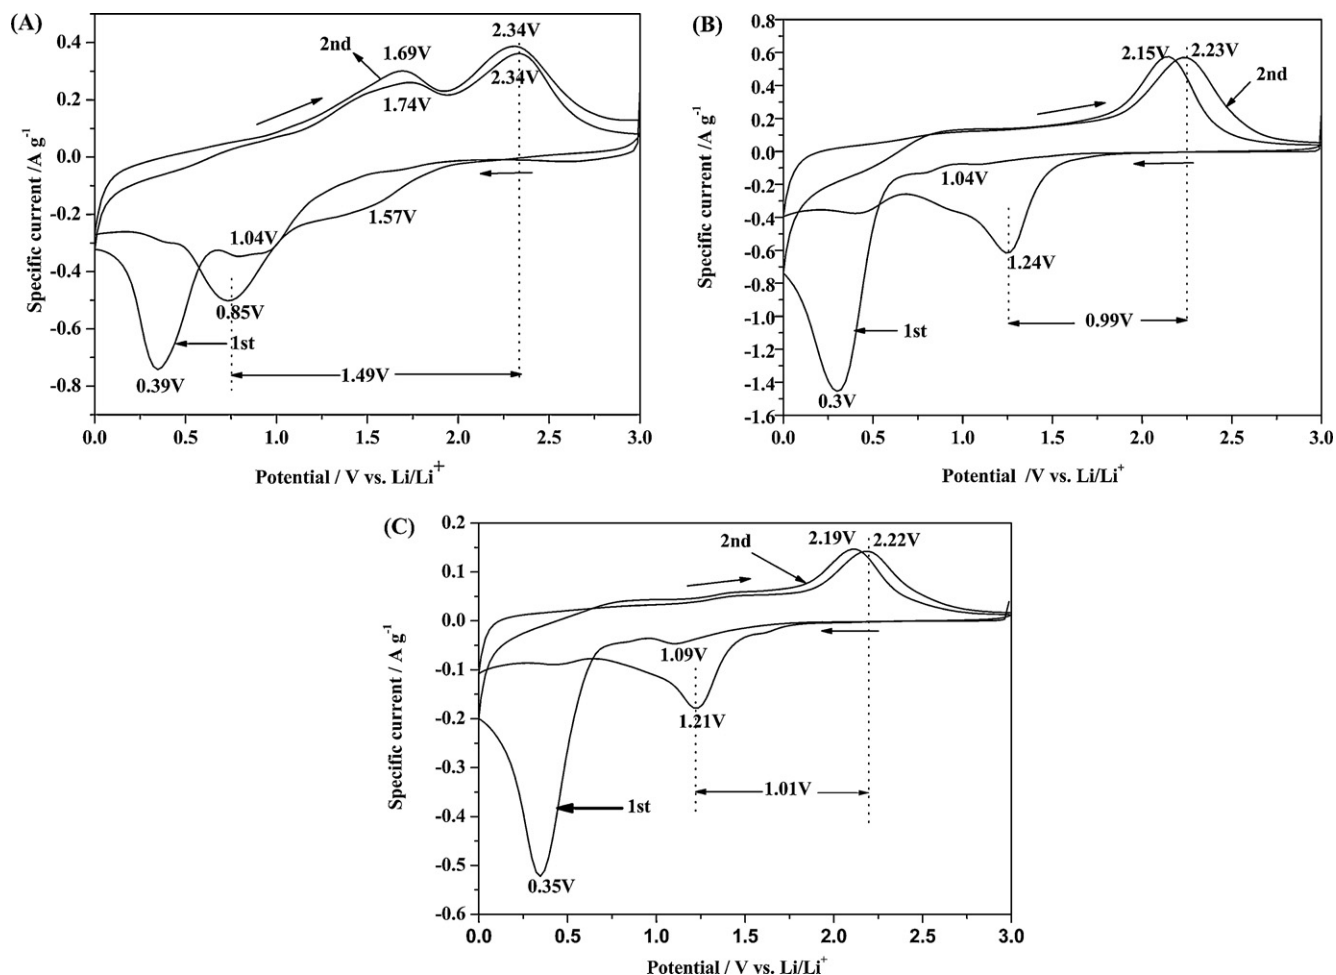 (A)
Specific current /A g⁻¹
0.4
0.2
0.0
-0.2
-0.4
-0.6
-0.8
2nd
1.69V
2.34V
1.74V
2.34V
1.04V
1.57V
0.85V
1st
0.39V
1.49V
0.0 0.5 1.0 1.5 2.0 2.5 3.0
Potential / V vs. Li/Li⁺
(B)
Specific current /A g⁻¹
0.8
0.6
0.4
0.2
0.0
-0.2
-0.4
-0.6
-0.8
-1.0
-1.2
-1.4
-1.6
2.15V
2.23V
2nd
1.04V
1.24V
0.99V
1st
0.3V
0.0 0.5 1.0 1.5 2.0 2.5 3.0
Potential /V vs. Li/Li⁺
(C)
Specific current / A g⁻¹
0.2
0.1
0.0
-0.1
-0.2
-0.3
-0.4
-0.5
-0.6
2nd
2.19V
2.22V
1.09V
1.21V
1.01V
1st
0.35V
0.0 0.5 1.0 1.5 2.0 2.5 3.0
Potential / V vs. Li/Li⁺